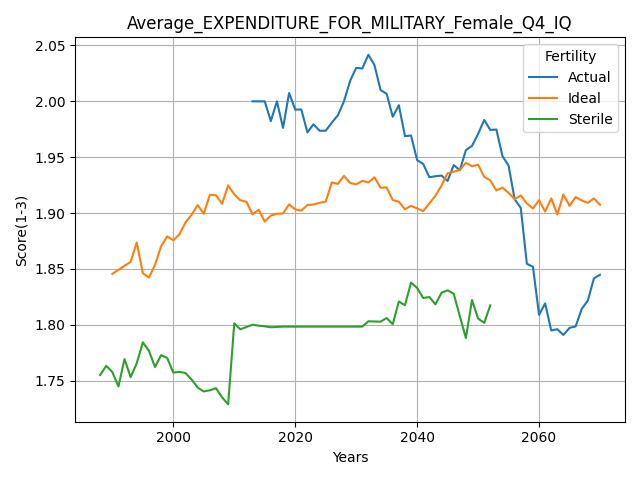 Average_EXPENDITURE_FOR_MILITARY_Female_Q4_IQ
Fertility
Actual
Ideal
Sterile
Score(1-3)
2.05
2.00
1.95
1.90
1.85
1.80
1.75
2000 2020 2040 2060
Years